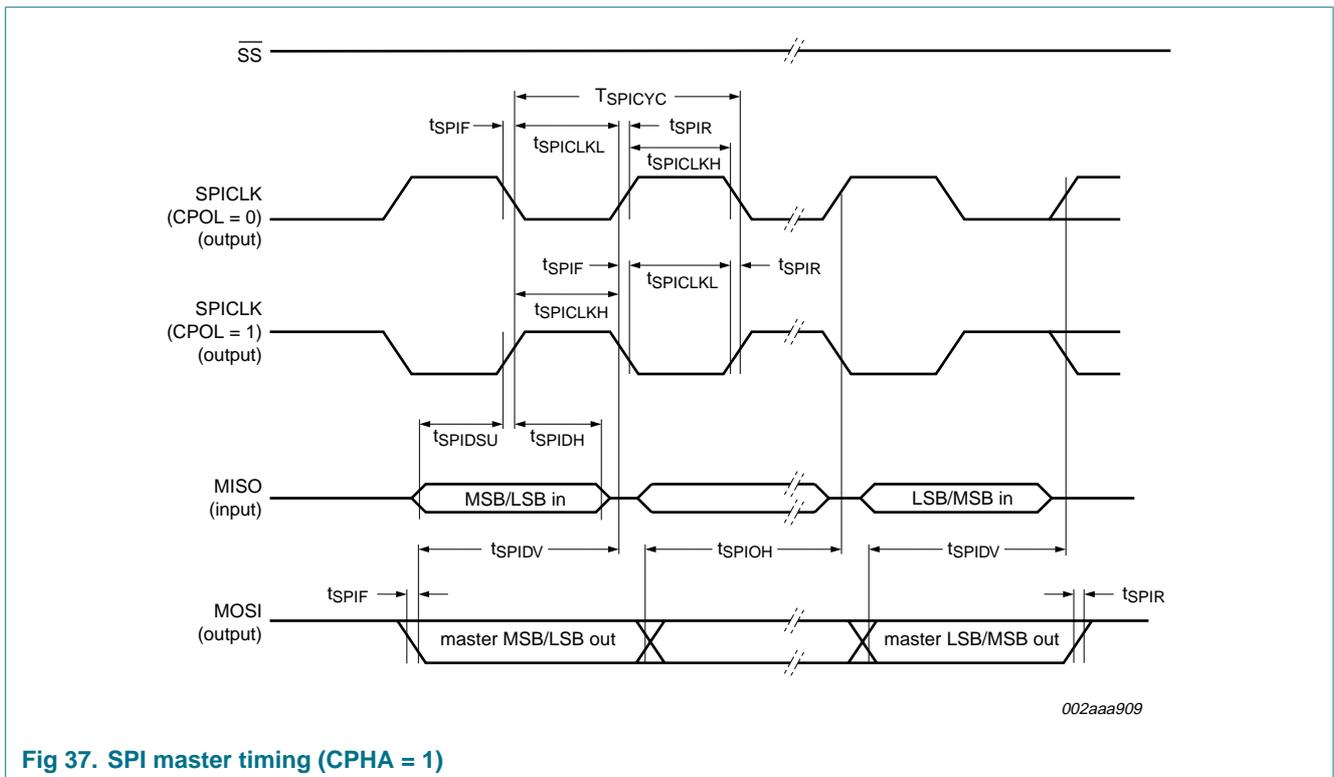 SS
TSPICYC
tSPIF
tSPIR
tSPICLKL
tSPICLKH
SPICLK
(CPOL = 0)
(output)
tSPIF
tSPICLKL
tSPIR
tSPICLKH
SPICLK
(CPOL = 1)
(output)
tSPIDSU
tSPIDH
MISO
(input)
MSB/LSB in
LSB/MSB in
tSPIDV
tSPIOH
tSPIDV
tSPIF
tSPIR
MOSI
(output)
master MSB/LSB out
master LSB/MSB out
002aaa909
Fig 37. SPI master timing (CPHA = 1)